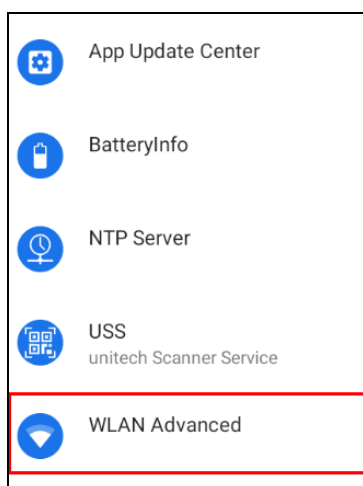 App Update Center
BatteryInfo
NTP Server
USS
unitech Scanner Service
WLAN Advanced